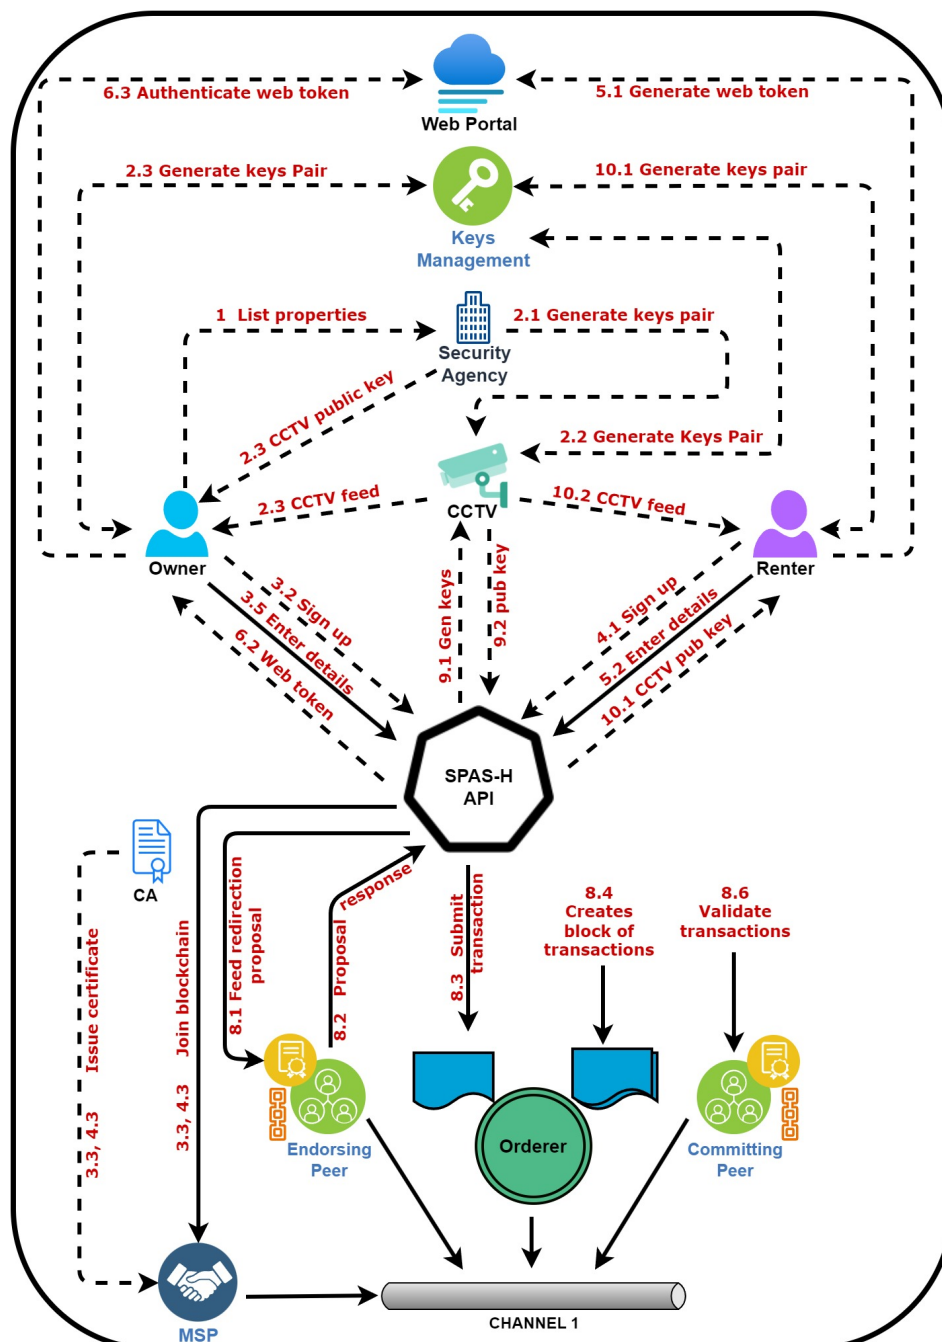 6.3 Authenticate web token
5.1 Generate web token
Web Portal
2.3 Generate keys Pair
10.1 Generate keys pair
Keys
Management
1 List properties
2.1 Generate keys pair
Security
Agency
2.3 CCTV public key
2.2 Generate Keys Pair
2.3 CCTV feed
10.2 CCTV feed
CCTV
Owner
Renter
3.2 Sign up
3.5 Enter details
6.2 Web token
9.1 Gen keys
9.2 pub key
4.1 Sign up
5.2 Enter details
10.1 CCTV pub key
SPAS-H
API
CA
3.3, 4.3 Issue certificate
3.3, 4.3 Join blockchain
8.1 Feed redirection
proposal
8.2 Proposal response
8.3 Submit
transaction
8.4
Creates
block of
transactions
8.6
Validate
transactions
Endorsing
Peer
Orderer
Committing
Peer
MSP
CHANNEL 1